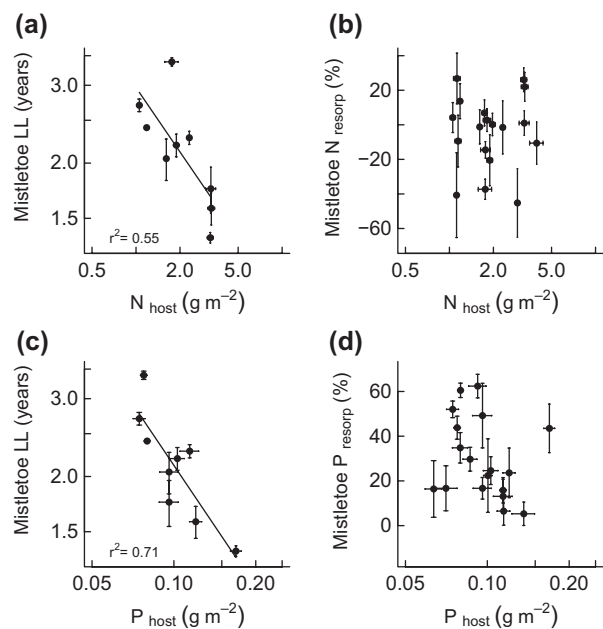 (a)
(b)
Mistletoe LL (years)
3.0
2.0
1.5
r²= 0.55
0.5
2.0
5.0
N host (g m⁻²)
Mistletoe N resorp (%)
20
−20
−60
0.5
1.0
2.0
5.0
N host (g m⁻²)
(c)
(d)
Mistletoe LL (years)
3.0
2.0
1.5
r²= 0.71
0.05
0.10
0.20
P host (g m⁻²)
Mistletoe P resorp (%)
60
40
20
0
0.05
0.10
0.20
P host (g m⁻²)